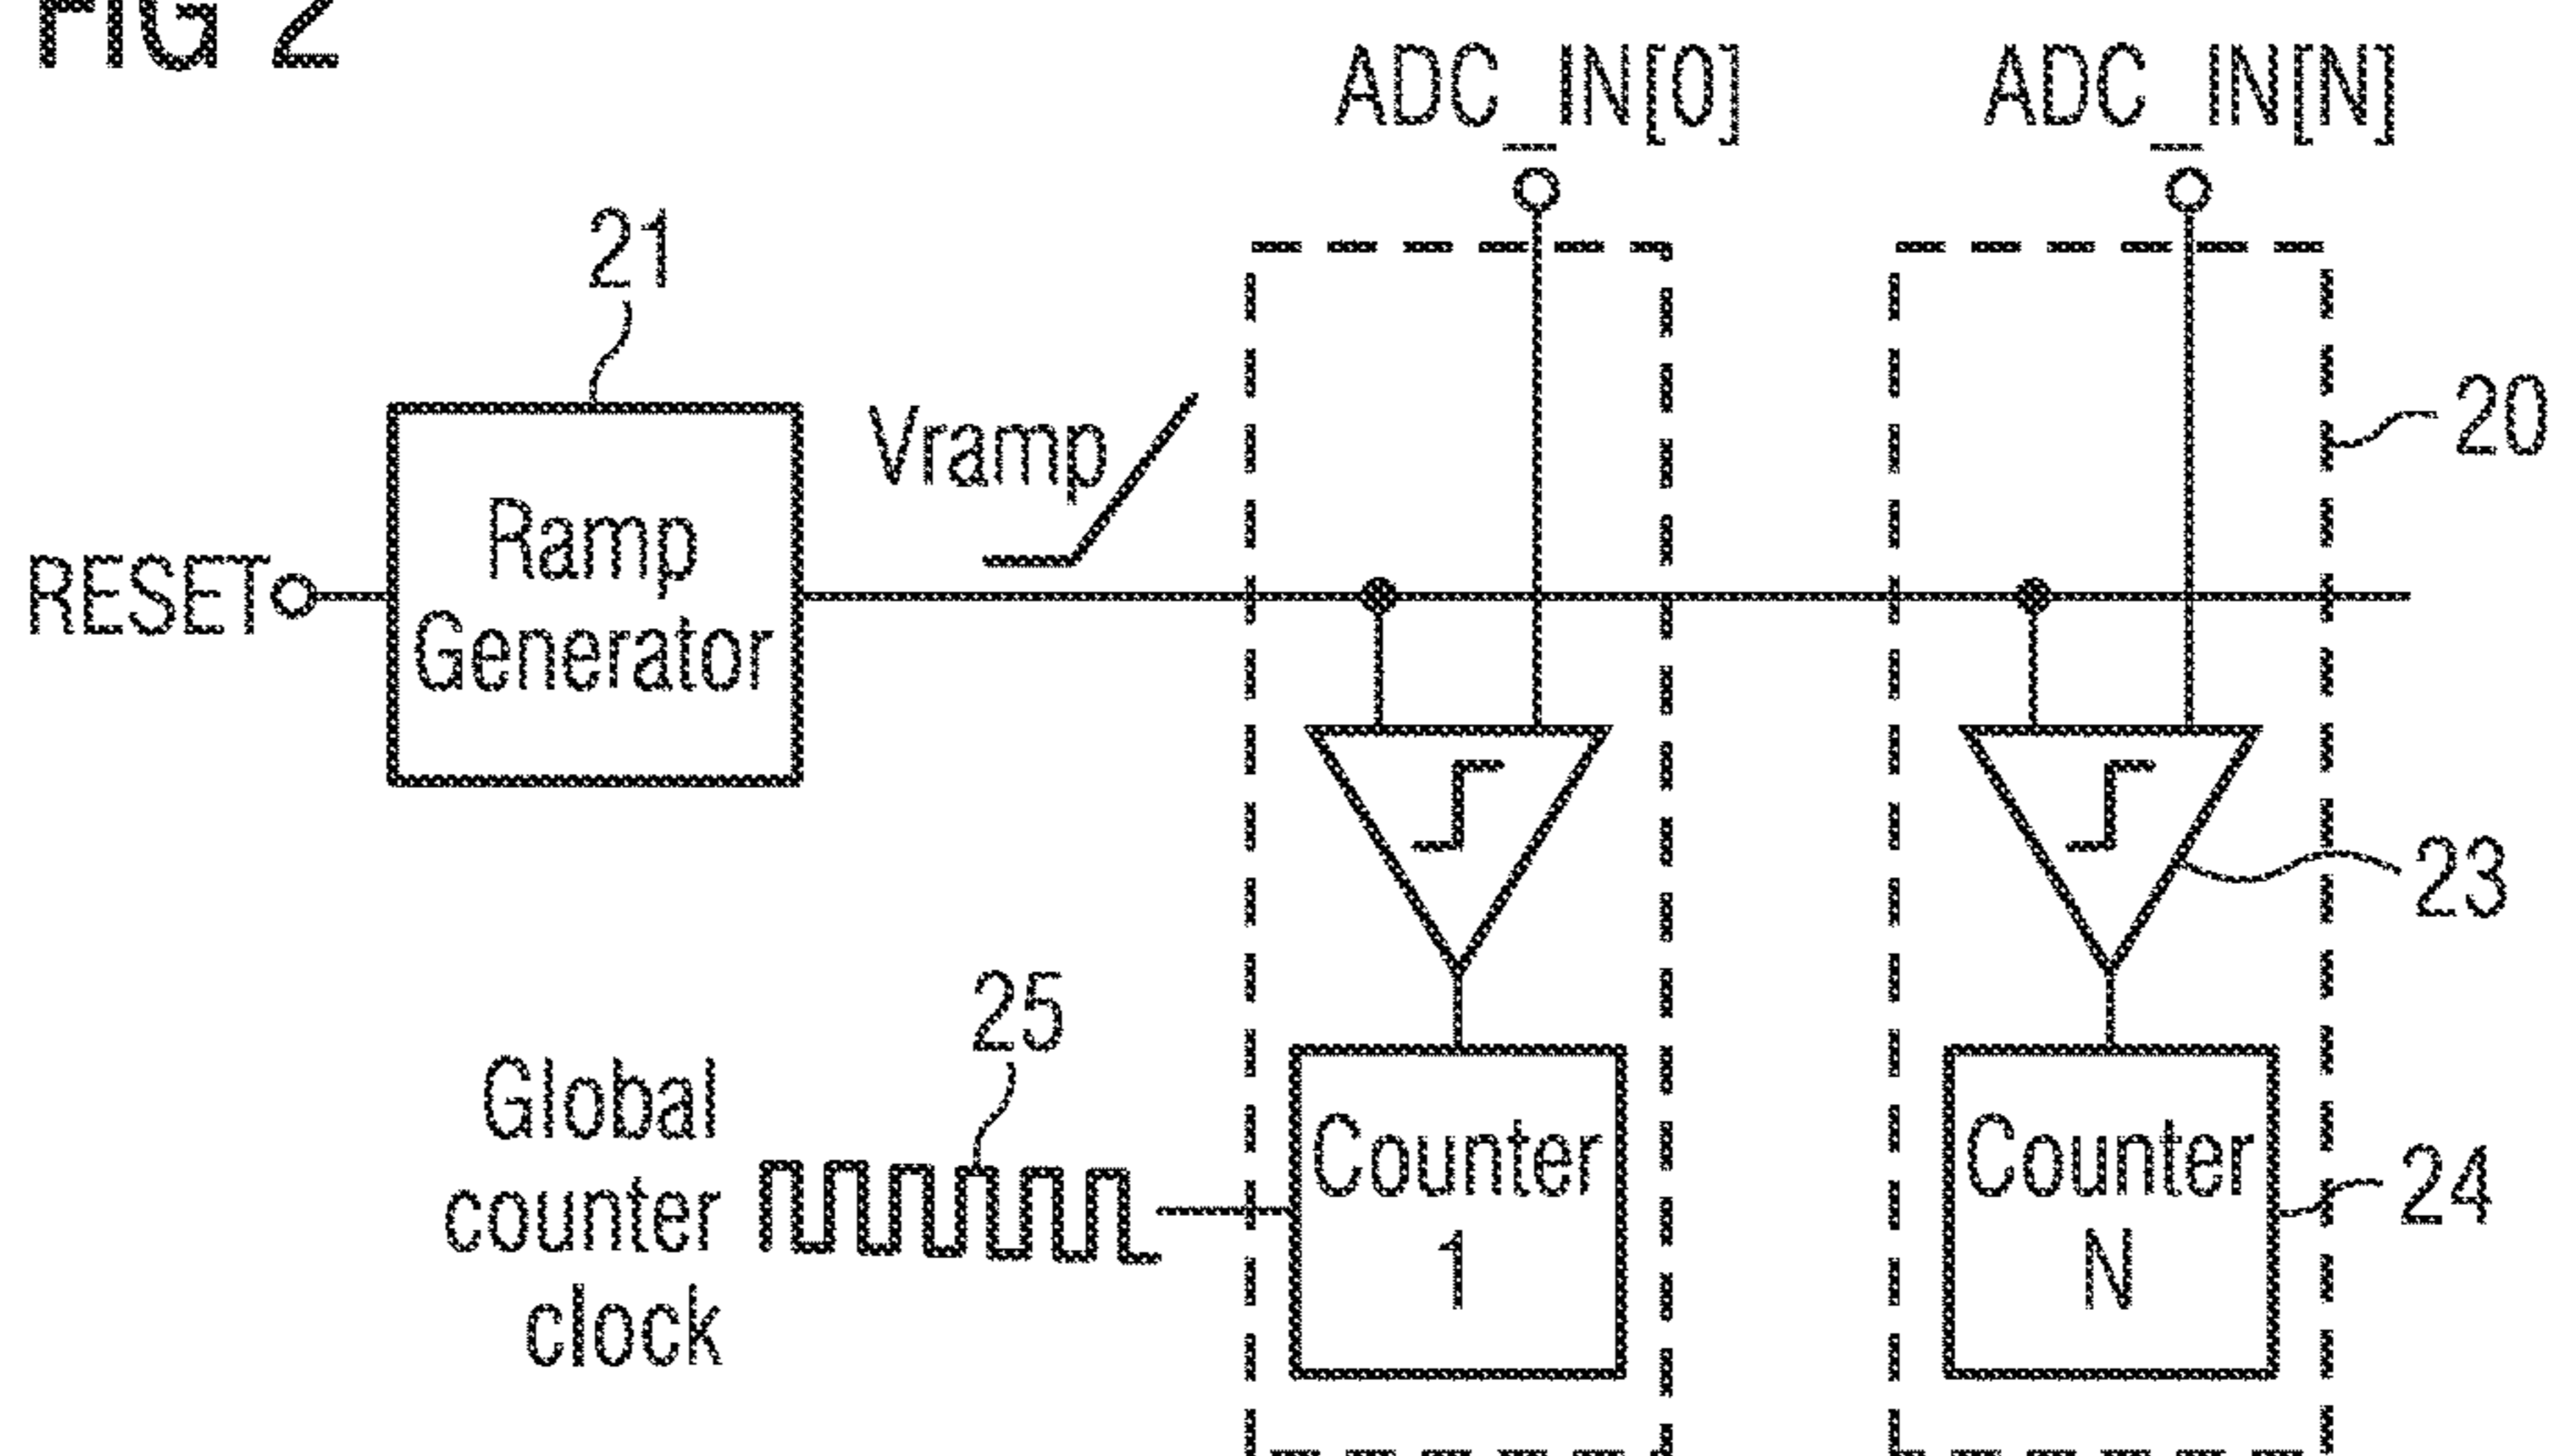 FIG 2
ADC_IN[0]
ADC_IN[N]
21
Vramp
20
RESET
Ramp
Generator
23
25
Global
counter
clock
Counter
1
Counter
N
24